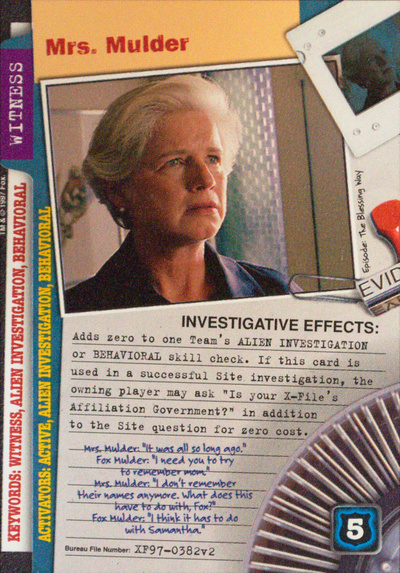 Mrs. Mulder
WITNESS
TM & © 1997 Fox.
KEYWORDS: WITNESS, ALIEN INVESTIGATION, BEHAVIORAL
ACTIVATORS: ACTIVE, ALIEN INVESTIGATION, BEHAVIORAL
Episode: The Blessing Way
EVID
INVESTIGATIVE EFFECTS:
Adds zero to one Team's ALIEN INVESTIGATION
or BEHAVIORAL skill check. If this card is
used in a successful Site investigation, the
owning player may ask "Is your X-File's
Affiliation Government?" in addition
to the Site question for zero cost.
Mrs. Mulder: "It was all so long ago."
Fox Mulder: "I need you to try
to remember mom."
Mrs. Mulder: "I don't remember
their names anymore. What does this
have to do with, Fox?"
Fox Mulder: "I think it has to do
with Samantha."
5
Bureau File Number: XF97-0382v2